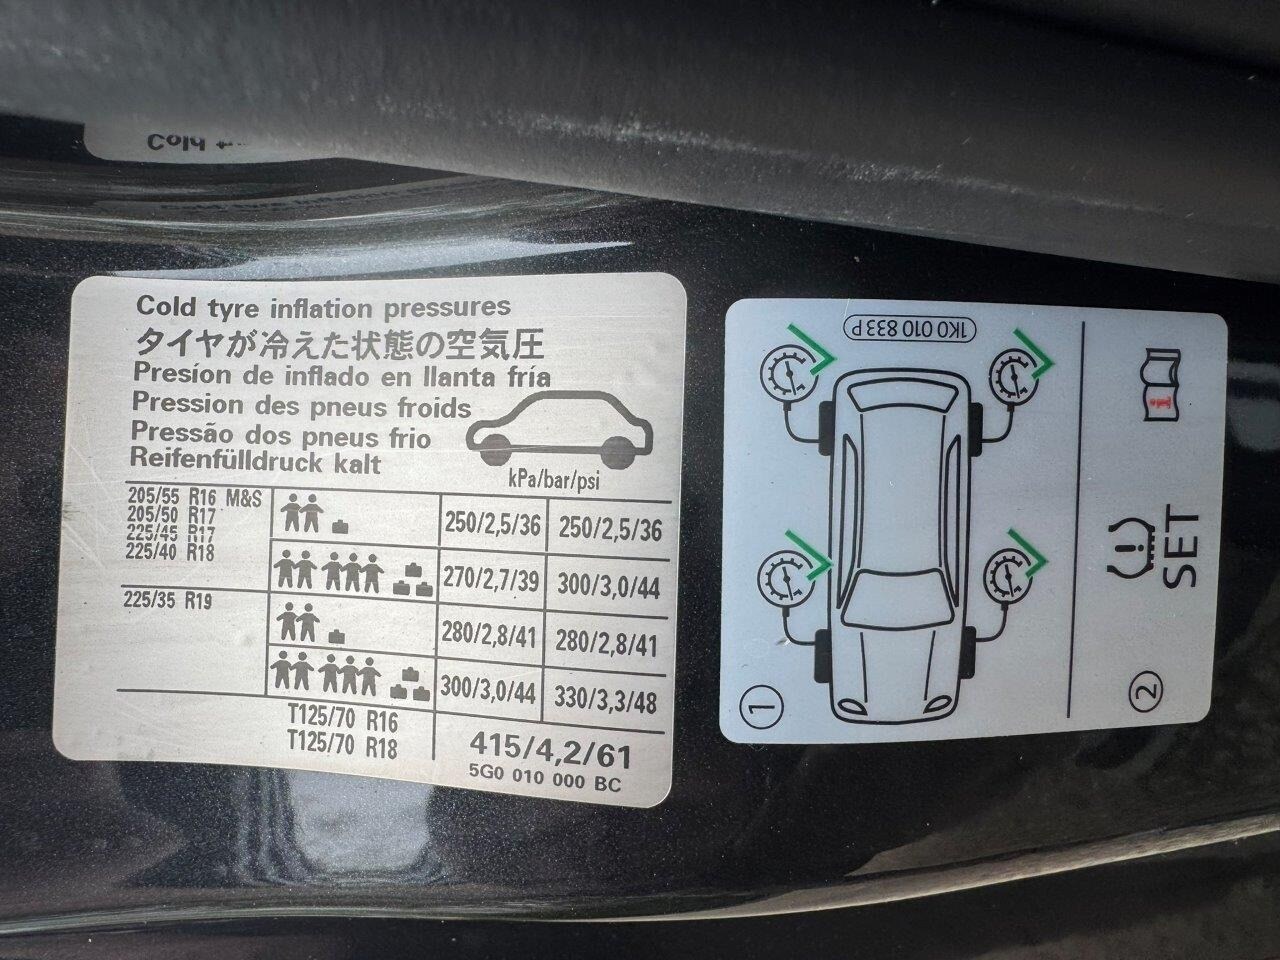 Cold
Cold tyre inflation pressures
タイヤが冷えた状態の空気圧
Presíon de inflado en llanta fría
Pression des pneus froids
Pressão dos pneus frio
Reifenfülldruck kalt
kPa/bar/psi
205/55 R16 M&S
205/50 R17
225/45 R17
225/40 R18
250/2,5/36 250/2,5/36
270/2,7/39 300/3,0/44
225/35 R19
280/2,8/41 280/2,8/41
300/3,0/44 330/3,3/48
T125/70 R16
T125/70 R18
415/4,2/61
5G0 010 000 BC
1K0 010 833 P
i
SET
1
2